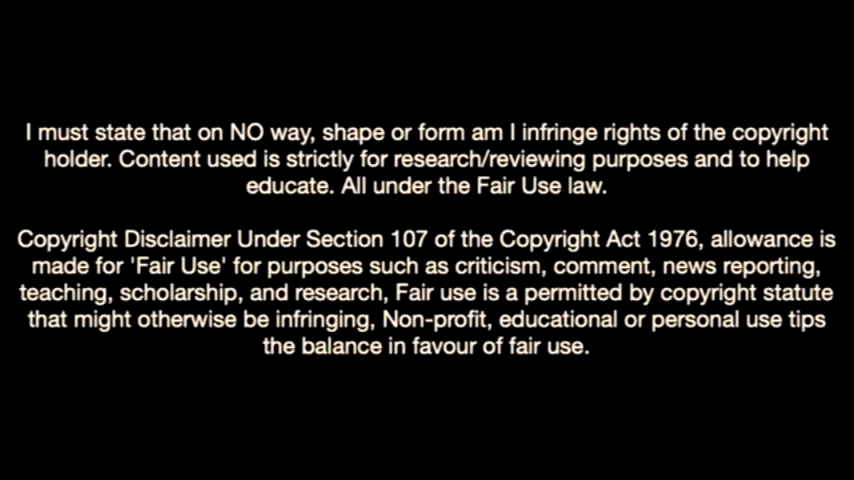 I must state that on NO way, shape or form am I infringe rights of the copyright
holder. Content used is strictly for research/reviewing purposes and to help
educate. All under the Fair Use law.
Copyright Disclaimer Under Section 107 of the Copyright Act 1976, allowance is
made for 'Fair Use' for purposes such as criticism, comment, news reporting,
teaching, scholarship, and research, Fair use is a permitted by copyright statute
that might otherwise be infringing, Non-profit, educational or personal use tips
the balance in favour of fair use.